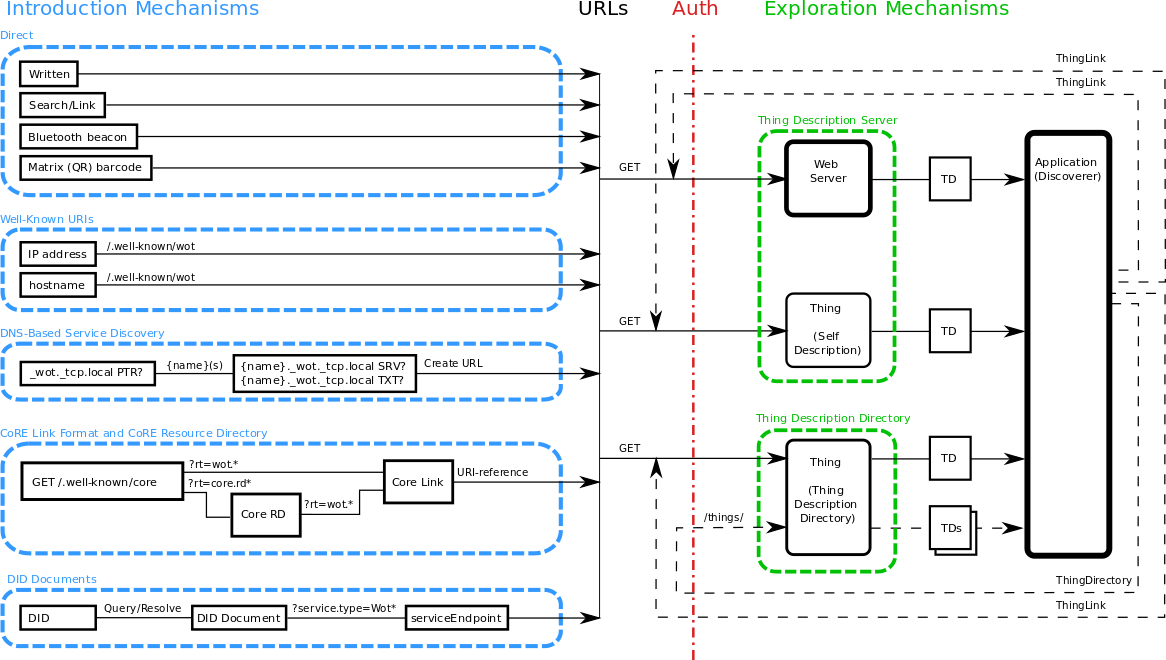 Introduction Mechanisms
URLs
Auth
Exploration Mechanisms
Direct
Written
Search/Link
Bluetooth beacon
Matrix (QR) barcode
Well-Known URIs
IP address
/.well-known/wot
hostname
/.well-known/wot
DNS-Based Service Discovery
_wot._tcp.local PTR?
{name}(s)
{name}._wot._tcp.local SRV?
{name}._wot._tcp.local TXT?
Create URL
CoRE Link Format and CoRE Resource Directory
GET /.well-known/core
?rt=wot.*
?rt=core.rd*
Core RD
?rt=wot.*
Core Link
URI-reference
DID Documents
DID
Query/Resolve
DID Document
?service.type=Wot*
serviceEndpoint
GET
GET
GET
ThingLink
ThingLink
Thing Description Server
Web
Server
TD
Application
(Discoverer)
Thing
(Self
Description)
TD
Thing Description Directory
Thing
(Thing
Description
Directory)
TD
/things/
TDs
ThingDirectory
ThingLink